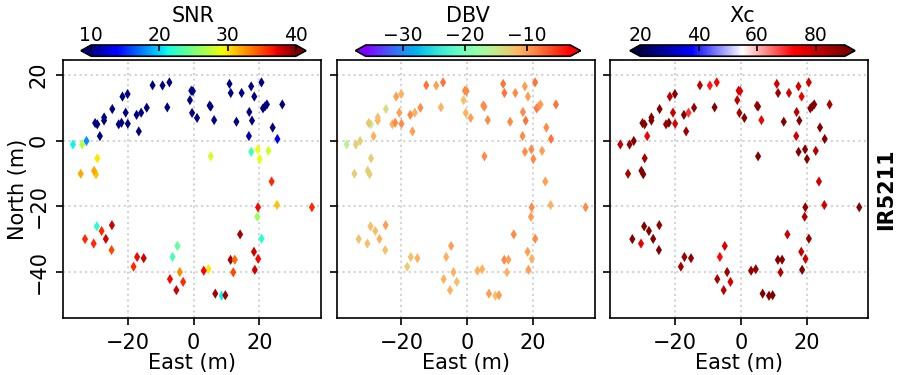 SNR DBV Xc
10 20 30 40 −30 −20 −10 20 40 60 80
20
0
−20
−40
North (m)
−20 0 20 −20 0 20 −20 0 20
East (m) East (m) East (m)
IR5211